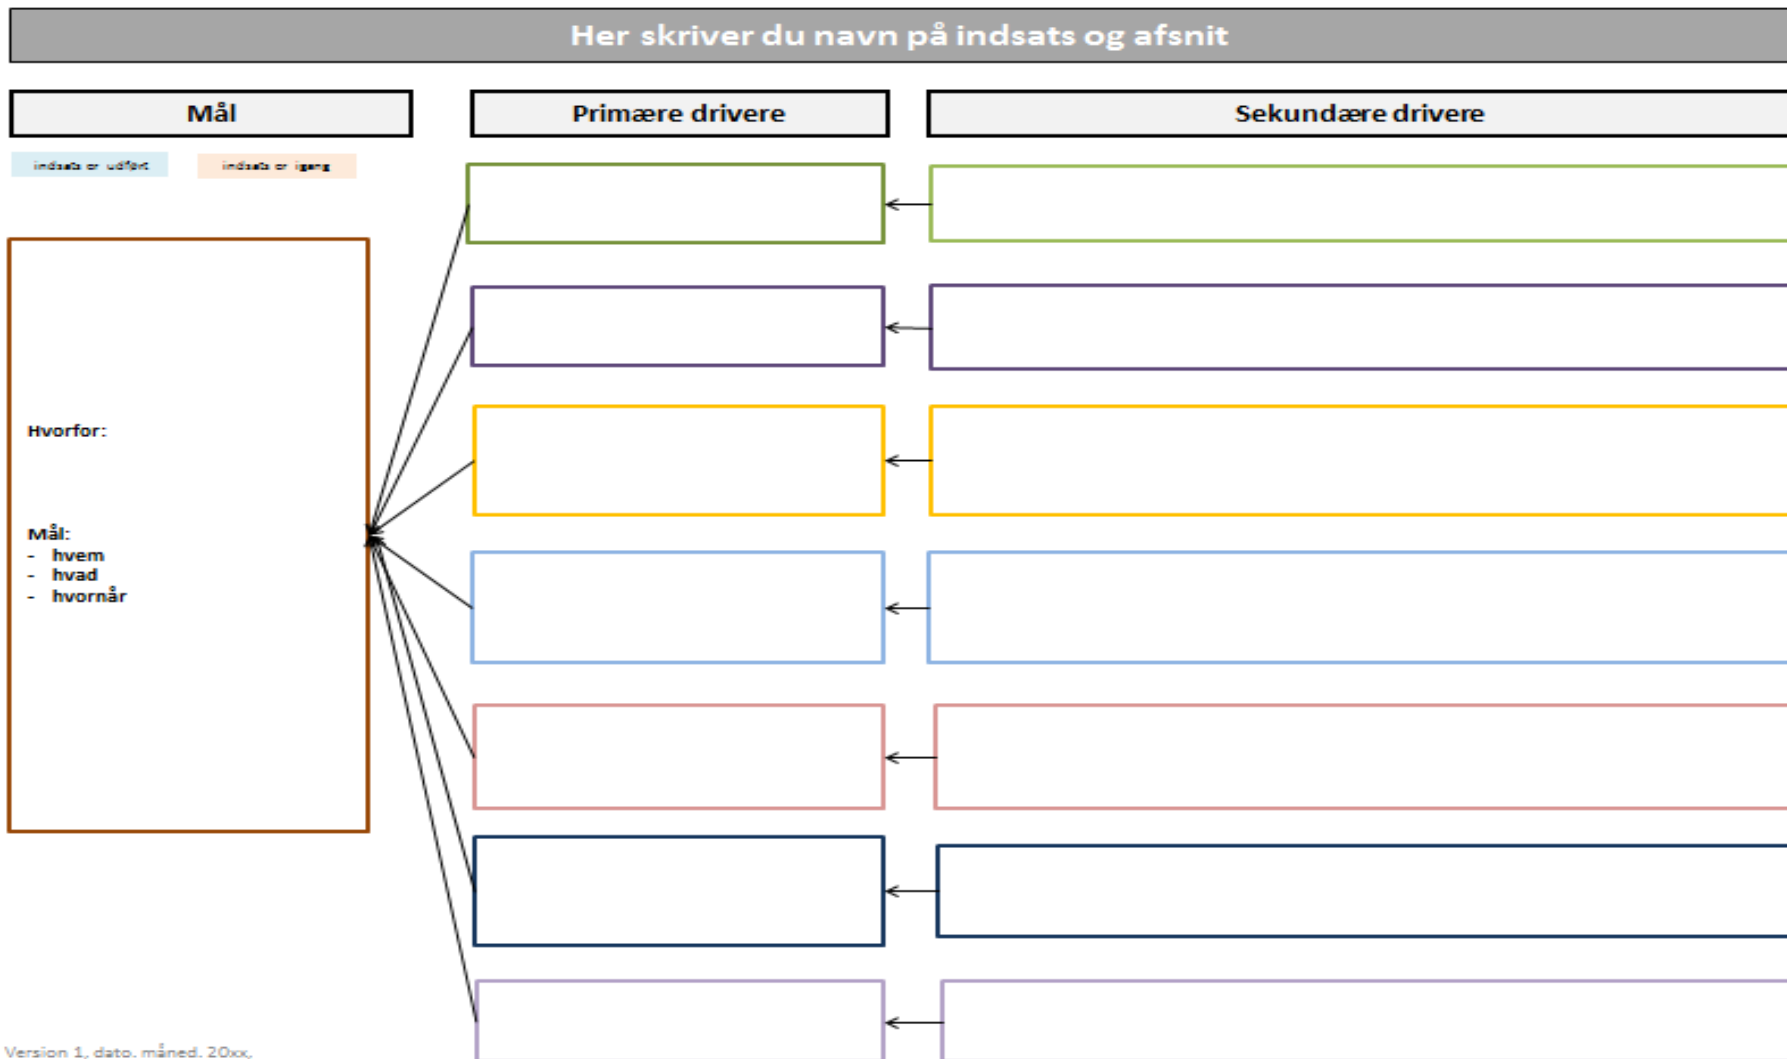 Her skriver du navn på indsats og afsnit
Mål
Primære drivere
Sekundære drivere
indsats er udført
indsats er igang
Hvorfor:
Mål:
- hvem
- hvad
- hvornår
Version 1, dato. måned. 20xx,